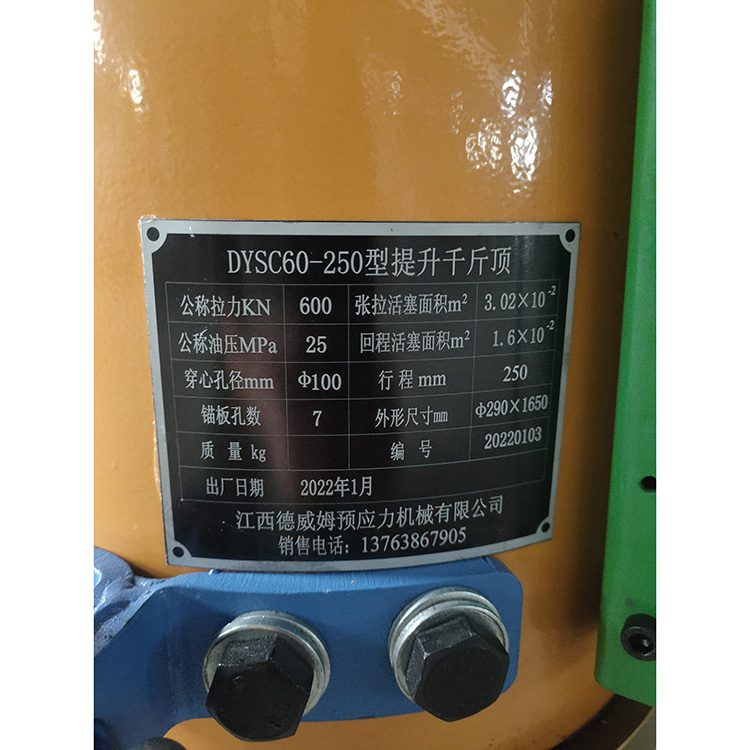 DYSC60-250型提升千斤顶
公称拉力KN 600 张拉活塞面积m² 3.02×10⁻²
公称油压MPa 25 回程活塞面积m² 1.6×10⁻²
穿心孔径mm Φ100 行程mm 250
锚板孔数 7 外形尺寸mm Φ290×1650
质量kg 编号 20220103
出厂日期 2022年1月
江西德威姆预应力机械有限公司
销售电话：13763867905